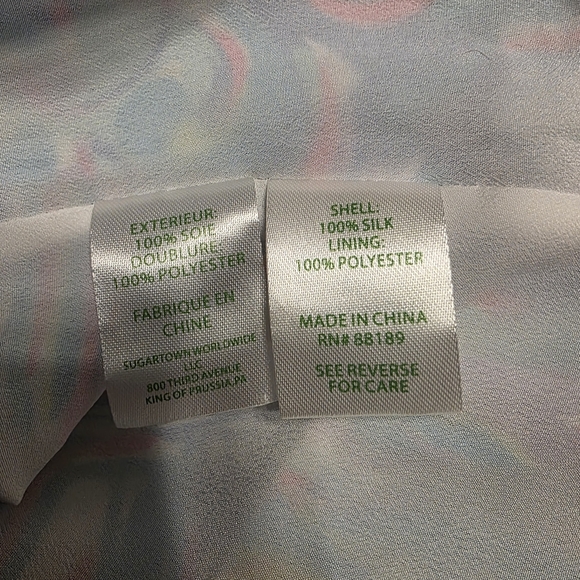 EXTERIEUR:
100% SOIE
DOUBLURE:
100% POLYESTER
FABRIQUE EN
CHINE
SUGARTOWN WORLDWIDE
LLC
800 THIRD AVENUE
KING OF PRUSSIA,PA
SHELL:
100% SILK
LINING:
100% POLYESTER
MADE IN CHINA
RN# 88189
SEE REVERSE
FOR CARE